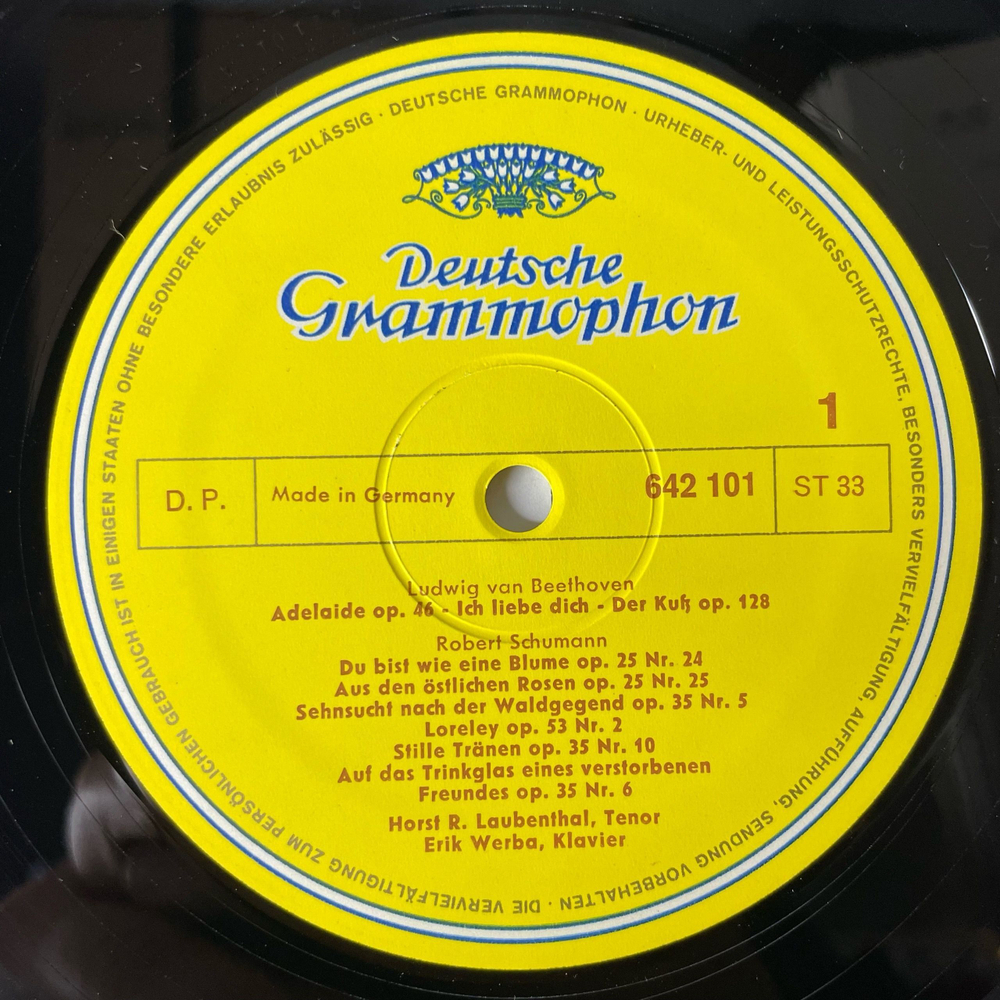 DEUTSCHE GRAMMOPHON · URHEBER- UND LEISTUNGSSCHUTZRECHTE, BESONDERS VERVIELFÄLTIGUNG, AUFFÜHRUNG, SENDUNG VORBEHALTEN · DIE VERVIELFÄLTIGUNG ZUM PERSÖNLICHEN GEBRAUCH IST IN EINIGEN STAATEN OHNE BESONDERE ERLAUBNIS ZULÄSSIG ·
Deutsche
Grammophon
1
D. P.
Made in Germany
642 101
ST 33
Ludwig van Beethoven
Adelaide op. 46 - Ich liebe dich - Der Kuß op. 128
Robert Schumann
Du bist wie eine Blume op. 25 Nr. 24
Aus den östlichen Rosen op. 25 Nr. 25
Sehnsucht nach der Waldgegend op. 35 Nr. 5
Loreley op. 53 Nr. 2
Stille Tränen op. 35 Nr. 10
Auf das Trinkglas eines verstorbenen
Freundes op. 35 Nr. 6
Horst R. Laubenthal, Tenor
Erik Werba, Klavier